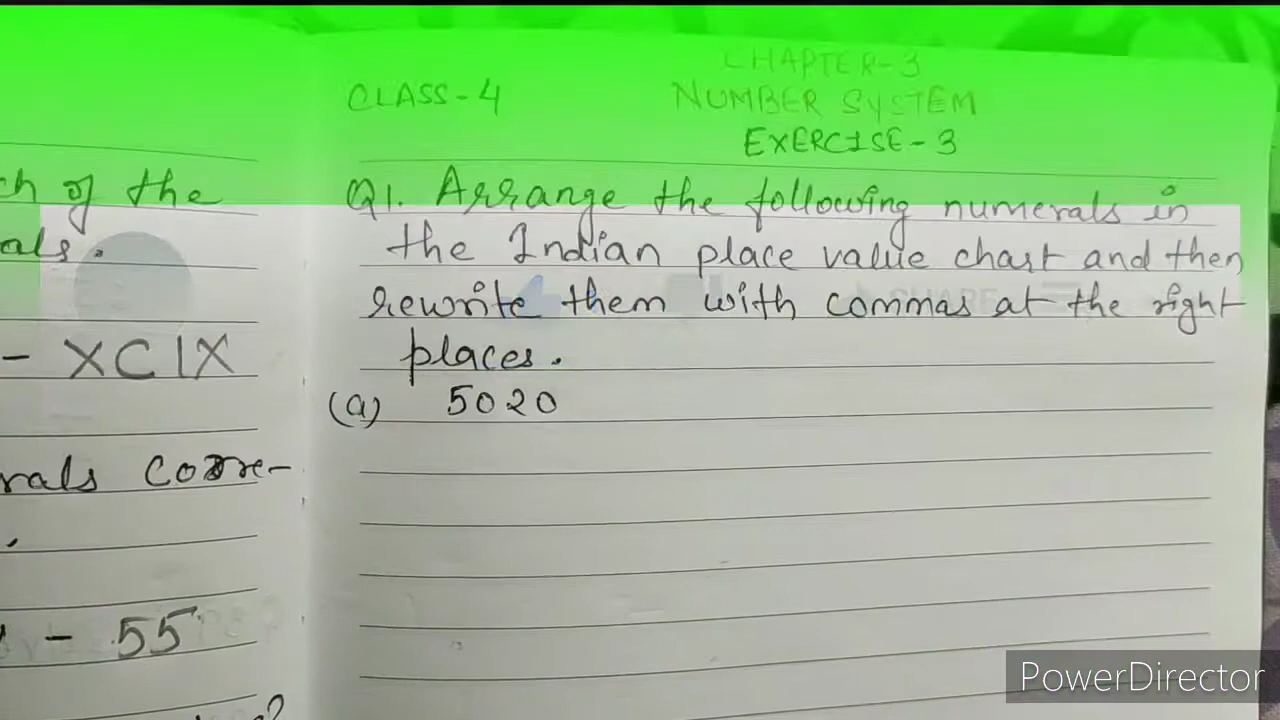 ch of the
als.
- XCIX
rals corre-
- 55
CHAPTER-3
CLASS-4 NUMBER SYSTEM
EXERCISE-3
Q1. Arrange the following numerals in
the Indian place value chart and then
rewrite them with commas at the right
places.
(a) 5020
PowerDirector